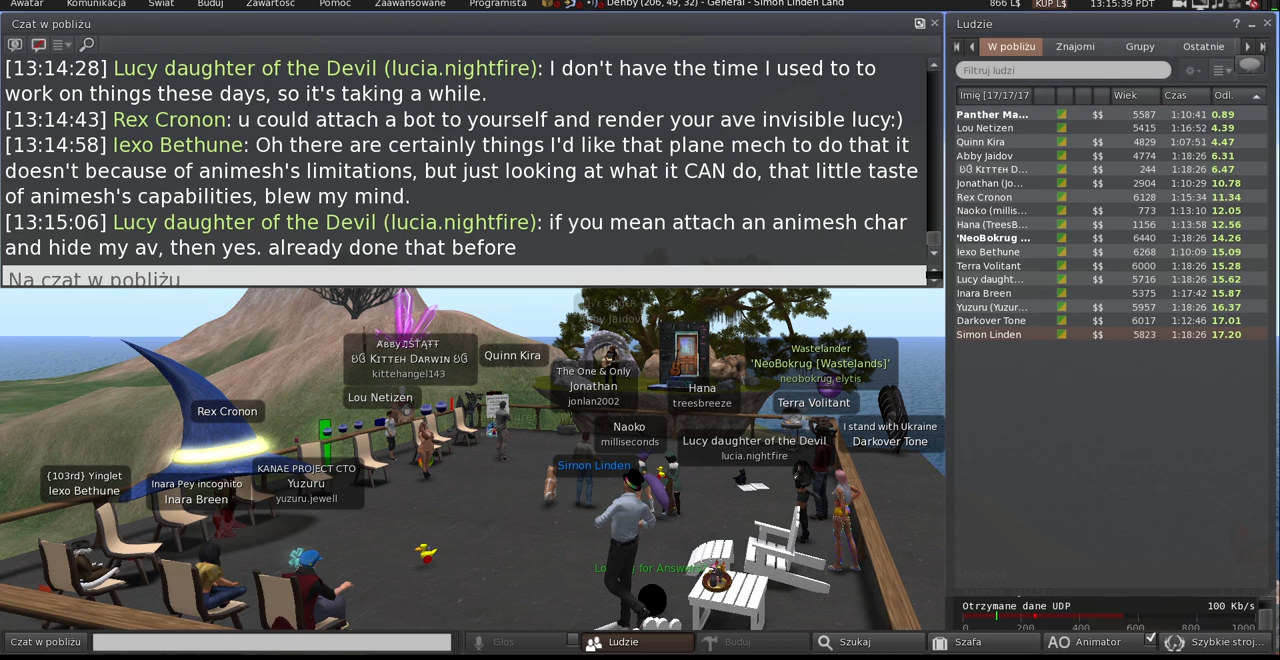 Awatar Komunikacja Świat Buduj Zawartość Pomoc Zaawansowane Programista Denby (206, 49, 32) - General - Simon Linden Land 866 L$ KUP L$ 13:15:39 PDT
Czat w pobliżu
[13:14:28] Lucy daughter of the Devil (lucia.nightfire): I don't have the time I used to to
work on things these days, so it's taking a while.
[13:14:43] Rex Cronon: u could attach a bot to yourself and render your ave invisible lucy:)
[13:14:58] Iexo Bethune: Oh there are certainly things I'd like that plane mech to do that it
doesn't because of animesh's limitations, but just looking at what it CAN do, that little taste
of animesh's capabilities, blew my mind.
[13:15:06] Lucy daughter of the Devil (lucia.nightfire): if you mean attach an animesh char
and hide my av, then yes. already done that before
Na czat w pobliżu
Ludzie
W pobliżu Znajomi Grupy Ostatnie
Filtruj ludzi
Imię [17/17/17 Wiek Czas Odl.
Panther Ma... $$ 5587 1:10:41 0.89
Lou Netizen 5415 1:16:52 4.39
Quinn Kira $$ 4829 1:07:51 4.47
Abby Jaidov $$ 4774 1:18:26 6.31
ᏰᎶ Kɪᴛᴛᴇʜ D... $$ 244 1:18:26 6.47
Jonathan (Jo... $$ 2904 1:10:29 10.78
Rex Cronon 6128 1:15:34 11.34
Naoko (millis... $$ 773 1:13:10 12.05
Hana (TreesB... $$ 1156 1:13:58 12.56
'NeoBokrug ... $$ 6440 1:18:26 14.26
Iexo Bethune $$ 6268 1:10:09 15.09
Terra Volitant $$ 6000 1:18:26 15.28
Lucy daught... $$ 5716 1:18:26 15.62
Inara Breen 5375 1:17:42 15.87
Yuzuru (Yuzur... $$ 5957 1:18:26 16.37
Darkover Tone $$ 6017 1:12:46 17.01
Simon Linden $$ 5823 1:18:26 17.20
Abby Jaidov
ᏰᎶ Kɪᴛᴛᴇʜ Dᴀʀᴡɪɴ ᏰᎶ
kittehangel143
Quinn Kira
Lou Netizen
The One & Only
Jonathan
jonlan2002
Hana
treesbreeze
Wastelander
'NeoBokrug [Wastelands]'
neobokrug.elytis
Terra Volitant
Rex Cronon
Naoko
milliseconds
Lucy daughter of the Devil
lucia.nightfire
I stand with Ukraine
Darkover Tone
Simon Linden
{103rd} Yinglet
Iexo Bethune
Inara Pey incognito
Inara Breen
KANAE PROJECT CTO
Yuzuru
yuzuru.jewell
Otrzymane dane UDP 100 Kb/s
0 200 400 600 800 1000
Czat w pobliżu Głos Ludzie Buduj Szukaj Szafa AO Animator Szybkie stroj...